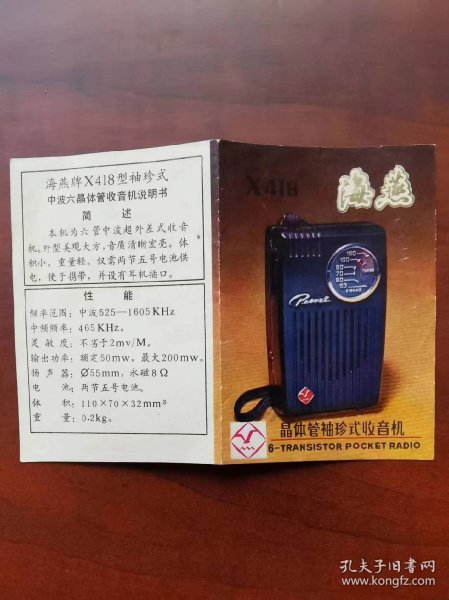 海燕牌X418型袖珍式
中波六晶体管收音机说明书
简 述
本机为六管中波超外差式收音
机。外型美观大方，音质清晰宏亮。体
积小，重量轻。仅需两节五号电池供
电，便于携带，并设有耳机插口。
性 能
频率范围：中波525—1605KHz
中频频率：465KHz。
灵敏度：不劣于2mv/M。
输出功率：额定50mw，最大200mw。
扬声器：Ø55mm，永磁8Ω
电池：两节五号电池。
体积：110×70×32mm³
重量：0.2kg。
X418
海燕
晶体管袖珍式收音机
6-TRANSISTOR POCKET RADIO
孔夫子旧书网
www.kongfz.com